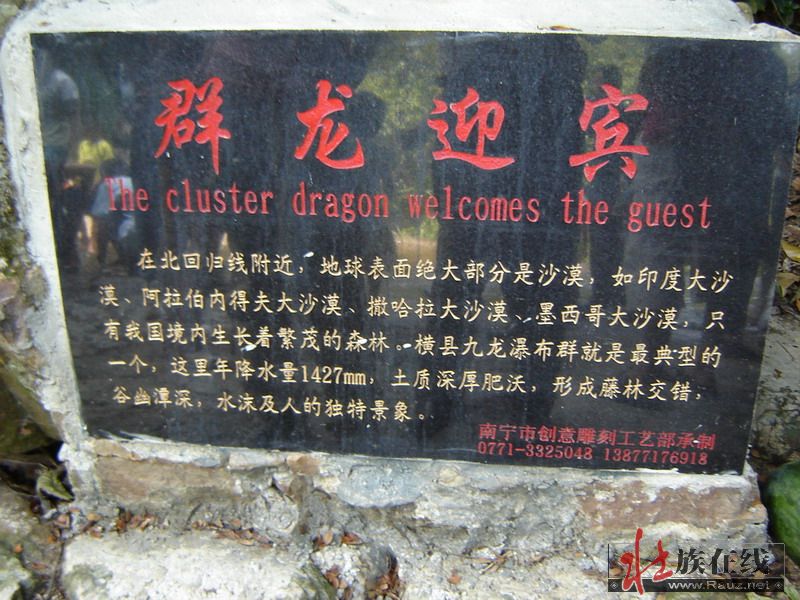 群龙迎宾
The cluster dragon welcomes the guest
在北回归线附近，地球表面绝大部分是沙漠，如印度大沙
漠、阿拉伯内得夫大沙漠、撒哈拉大沙漠、墨西哥大沙漠，只
有我国境内生长着繁茂的森林。横县九龙瀑布群就是最典型的
一个，这里年降水量1427mm，土质深厚肥沃，形成藤林交错，
谷幽潭深，水沫及人的独特景象。
南宁市创意雕刻工艺部承制
0771-3325048 13877176918
壮族在线
www.Rauz.net